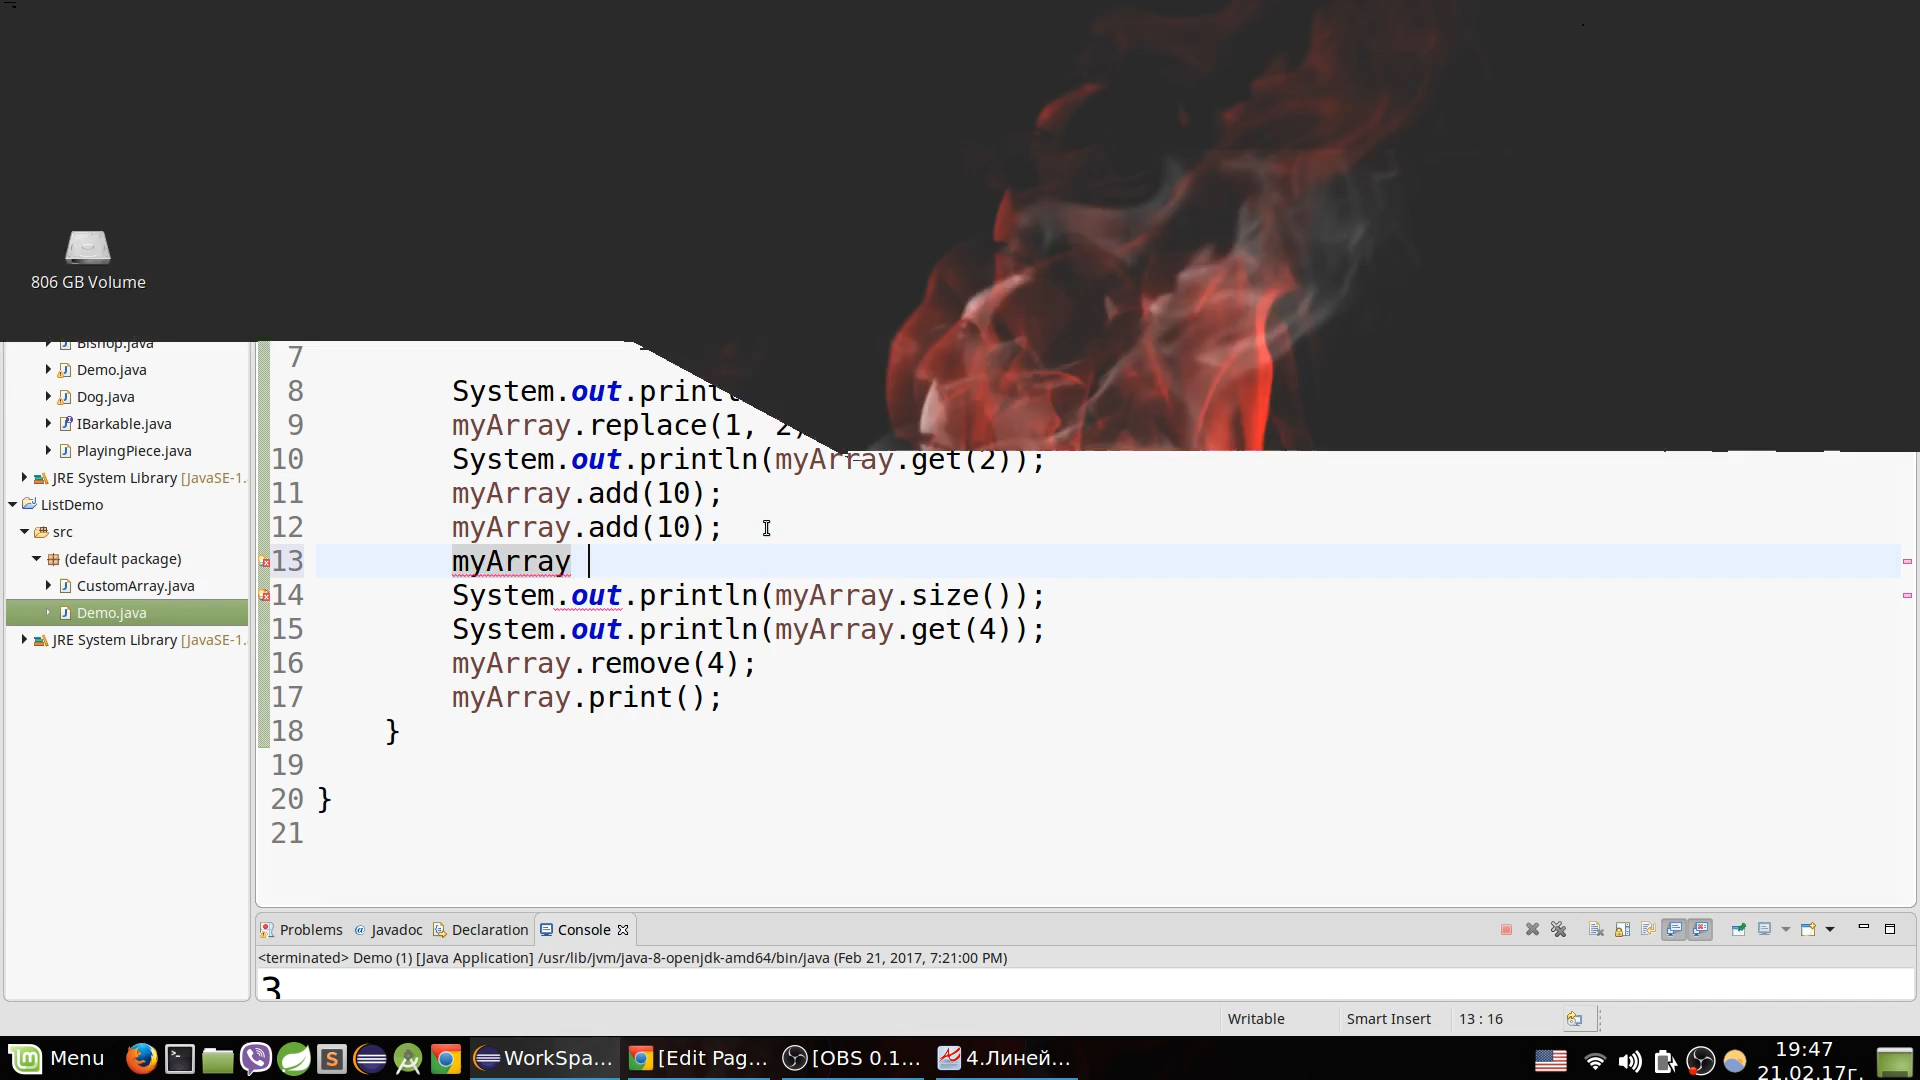 806 GB Volume
Bishop.java
Demo.java
Dog.java
IBarkable.java
PlayingPiece.java
JRE System Library [JavaSE-1.
ListDemo
src
(default package)
CustomArray.java
Demo.java
JRE System Library [JavaSE-1.
7
8 System.out.println
9 myArray.replace(1, 2)
10 System.out.println(myArray.get(2));
11 myArray.add(10);
12 myArray.add(10);
13 myArray
14 System.out.println(myArray.size());
15 System.out.println(myArray.get(4));
16 myArray.remove(4);
17 myArray.print();
18 }
19
20 }
21
Problems @ Javadoc Declaration Console
<terminated> Demo (1) [Java Application] /usr/lib/jvm/java-8-openjdk-amd64/bin/java (Feb 21, 2017, 7:21:00 PM)
3
Writable Smart Insert 13 : 16
Menu WorkSpa... [Edit Pag... [OBS 0.1... 4.Линей... 19:47
21.02.17г.